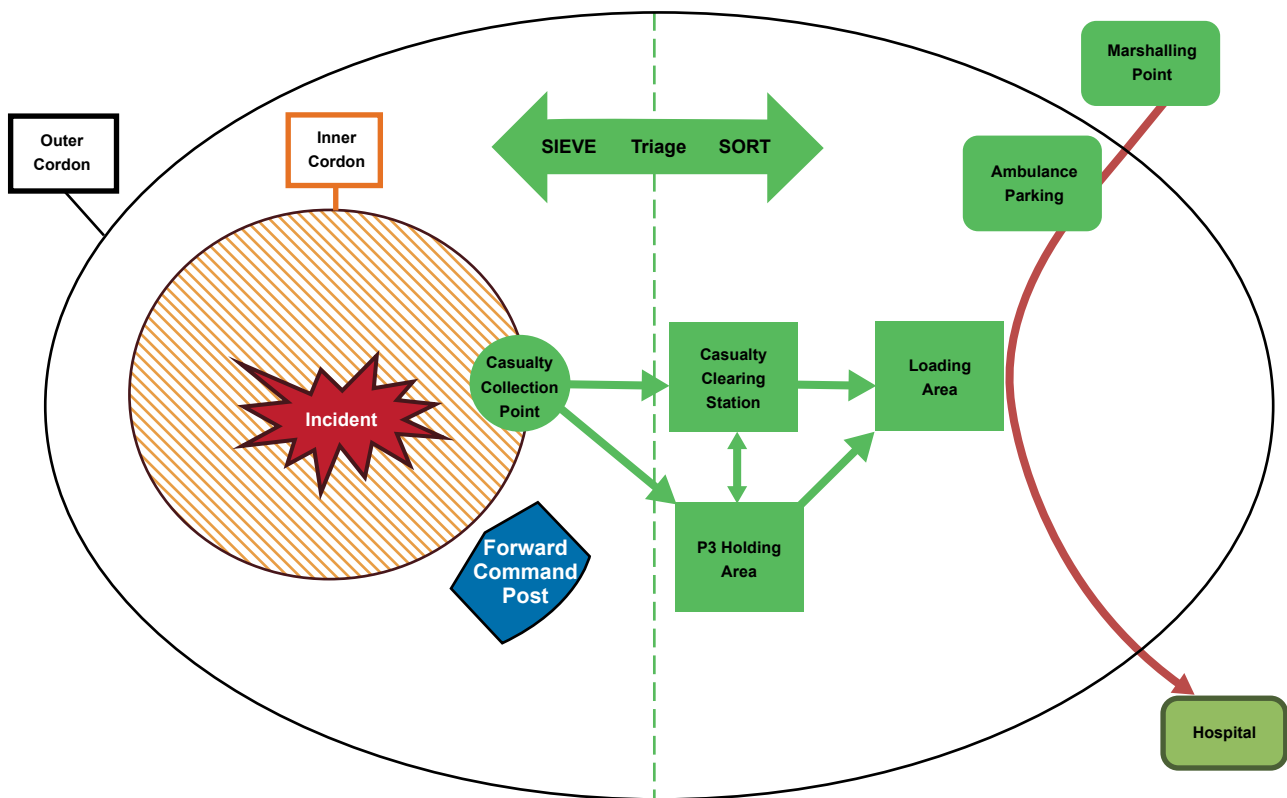 Marshalling
Point
Outer
Cordon
Inner
Cordon
SIEVE Triage SORT
Ambulance
Parking
Incident
Casualty
Collection
Point
Casualty
Clearing
Station
Loading
Area
Forward
Command
Post
P3 Holding
Area
Hospital